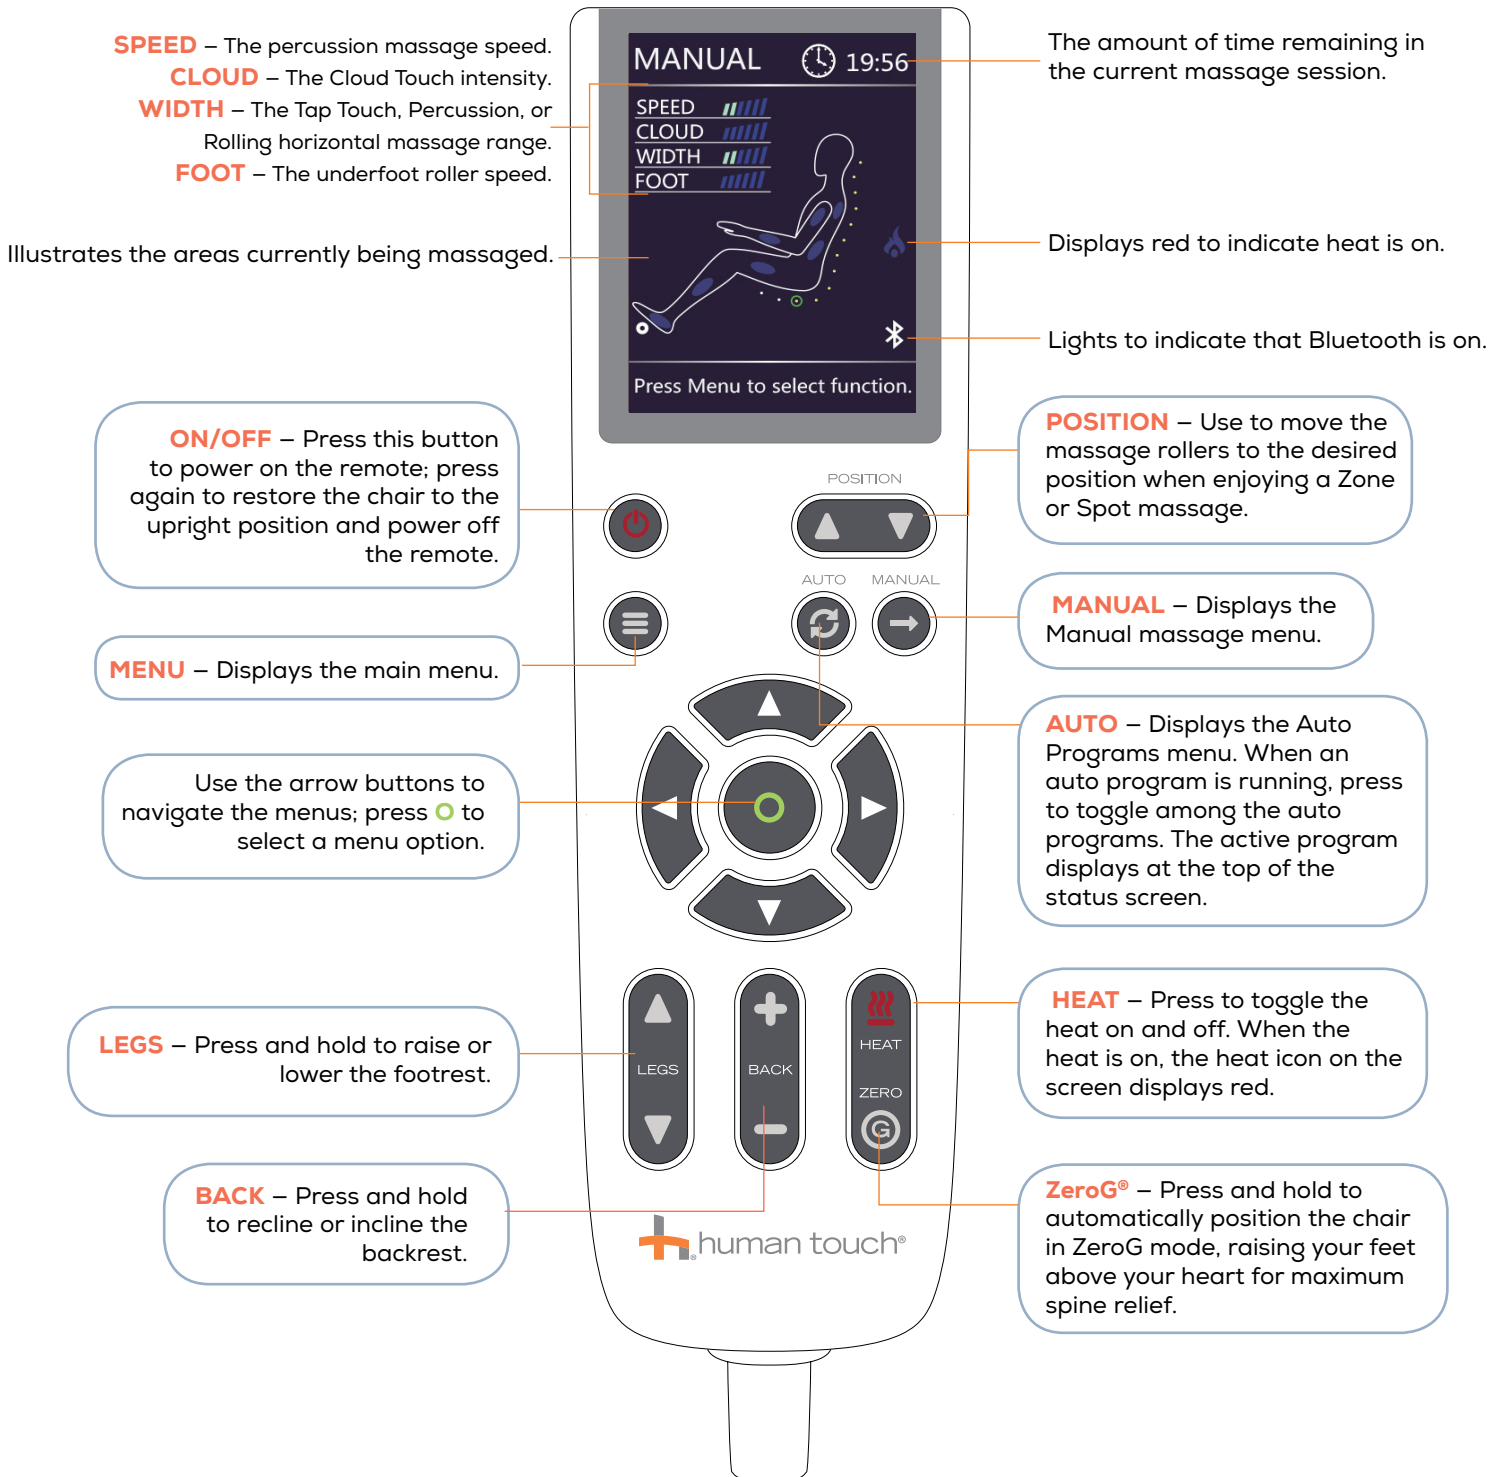 SPEED – The percussion massage speed.
CLOUD – The Cloud Touch intensity.
WIDTH – The Tap Touch, Percussion, or
Rolling horizontal massage range.
FOOT – The underfoot roller speed.
Illustrates the areas currently being massaged.
MANUAL 19:56
SPEED
CLOUD
WIDTH
FOOT
Press Menu to select function.
The amount of time remaining in
the current massage session.
Displays red to indicate heat is on.
Lights to indicate that Bluetooth is on.
ON/OFF – Press this button
to power on the remote; press
again to restore the chair to the
upright position and power off
the remote.
POSITION
POSITION – Use to move the
massage rollers to the desired
position when enjoying a Zone
or Spot massage.
AUTO MANUAL
MENU – Displays the main menu.
MANUAL – Displays the
Manual massage menu.
Use the arrow buttons to
navigate the menus; press O to
select a menu option.
AUTO – Displays the Auto
Programs menu. When an
auto program is running, press
to toggle among the auto
programs. The active program
displays at the top of the
status screen.
LEGS – Press and hold to raise or
lower the footrest.
LEGS
BACK
HEAT
ZERO
G
HEAT – Press to toggle the
heat on and off. When the
heat is on, the heat icon on the
screen displays red.
BACK – Press and hold
to recline or incline the
backrest.
ZeroG® – Press and hold to
automatically position the chair
in ZeroG mode, raising your feet
above your heart for maximum
spine relief.
human touch®